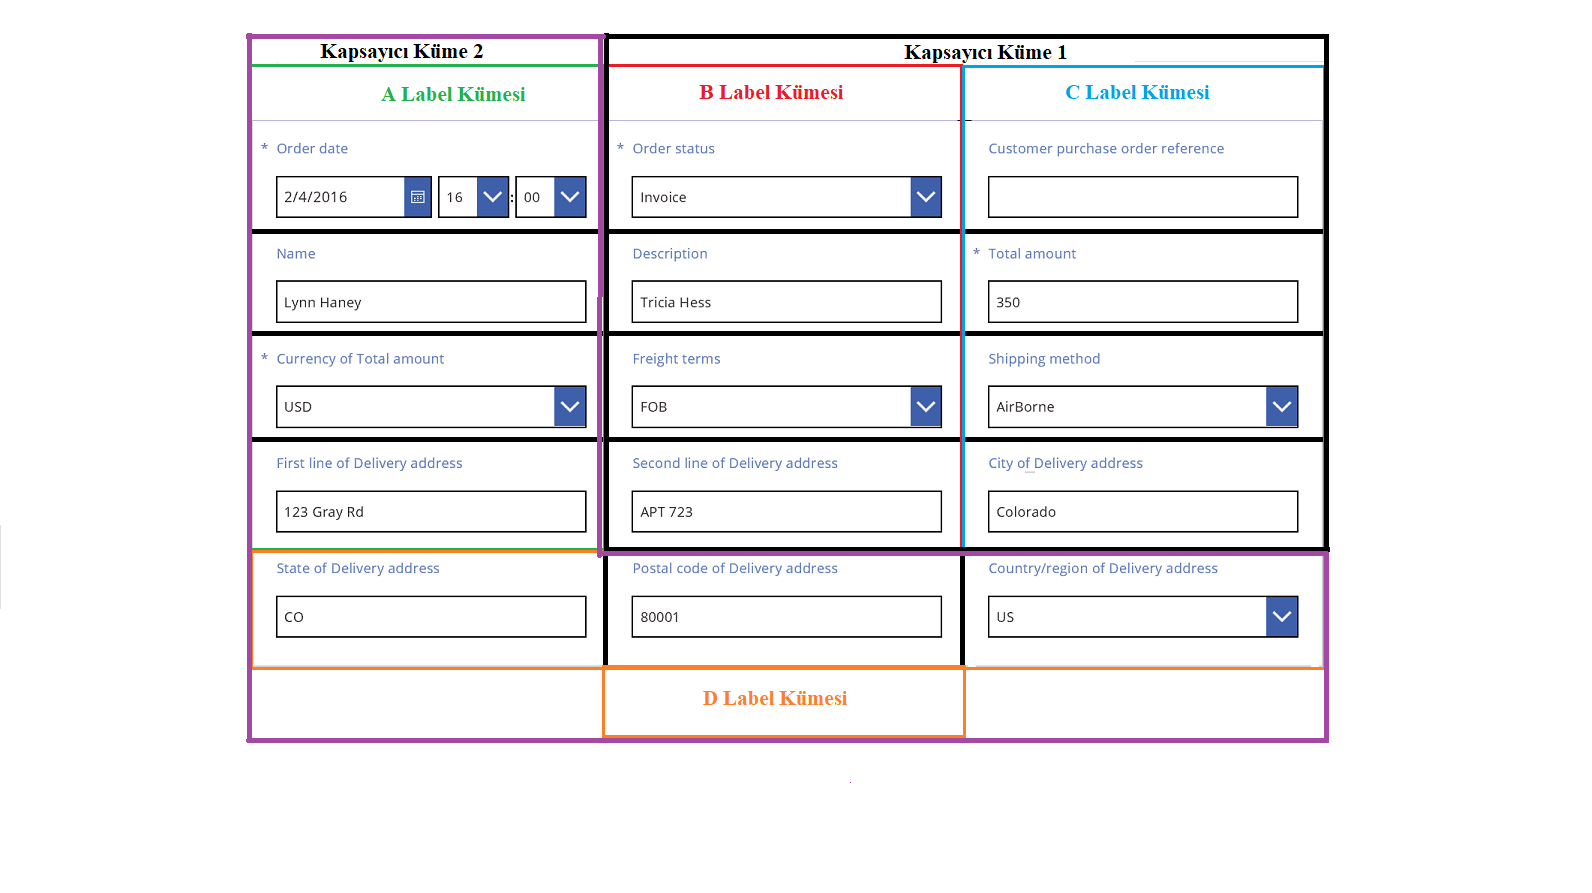 Kapsayıcı Küme 2
Kapsayıcı Küme 1
A Label Kümesi
B Label Kümesi
C Label Kümesi
* Order date
* Order status
Customer purchase order reference
2/4/2016 16 : 00
Invoice
Name
Description
* Total amount
Lynn Haney
Tricia Hess
350
* Currency of Total amount
Freight terms
Shipping method
USD
FOB
AirBorne
First line of Delivery address
Second line of Delivery address
City of Delivery address
123 Gray Rd
APT 723
Colorado
State of Delivery address
Postal code of Delivery address
Country/region of Delivery address
CO
80001
US
D Label Kümesi